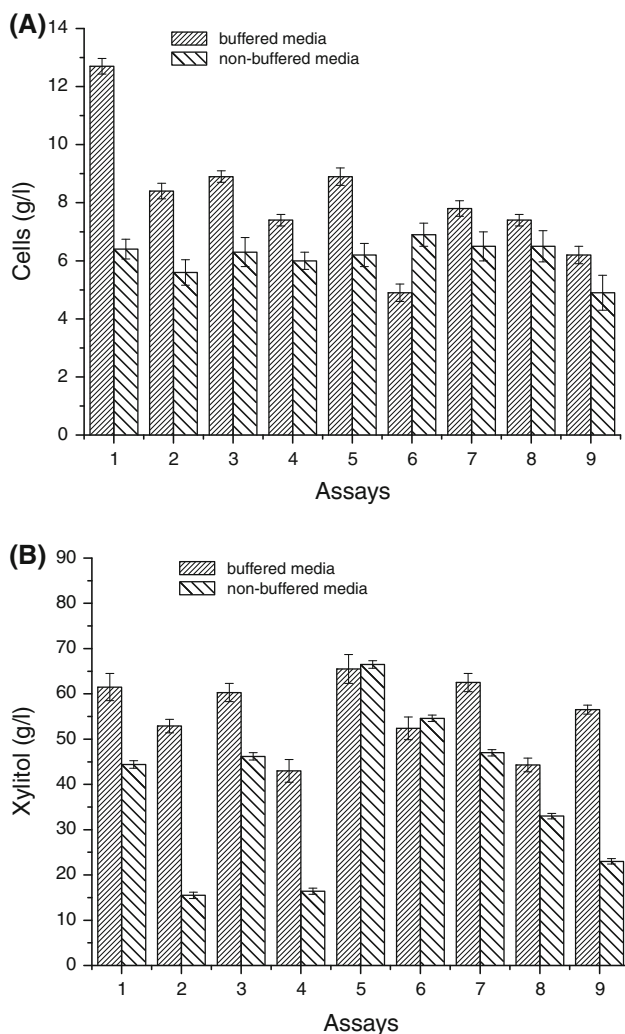 (A)
14
12
10
8
6
4
2
0
Cells (g/l)
buffered media
non-buffered media
1 2 3 4 5 6 7 8 9
Assays
(B)
90
80
70
60
50
40
30
20
10
0
Xylitol (g/l)
buffered media
non-buffered media
1 2 3 4 5 6 7 8 9
Assays